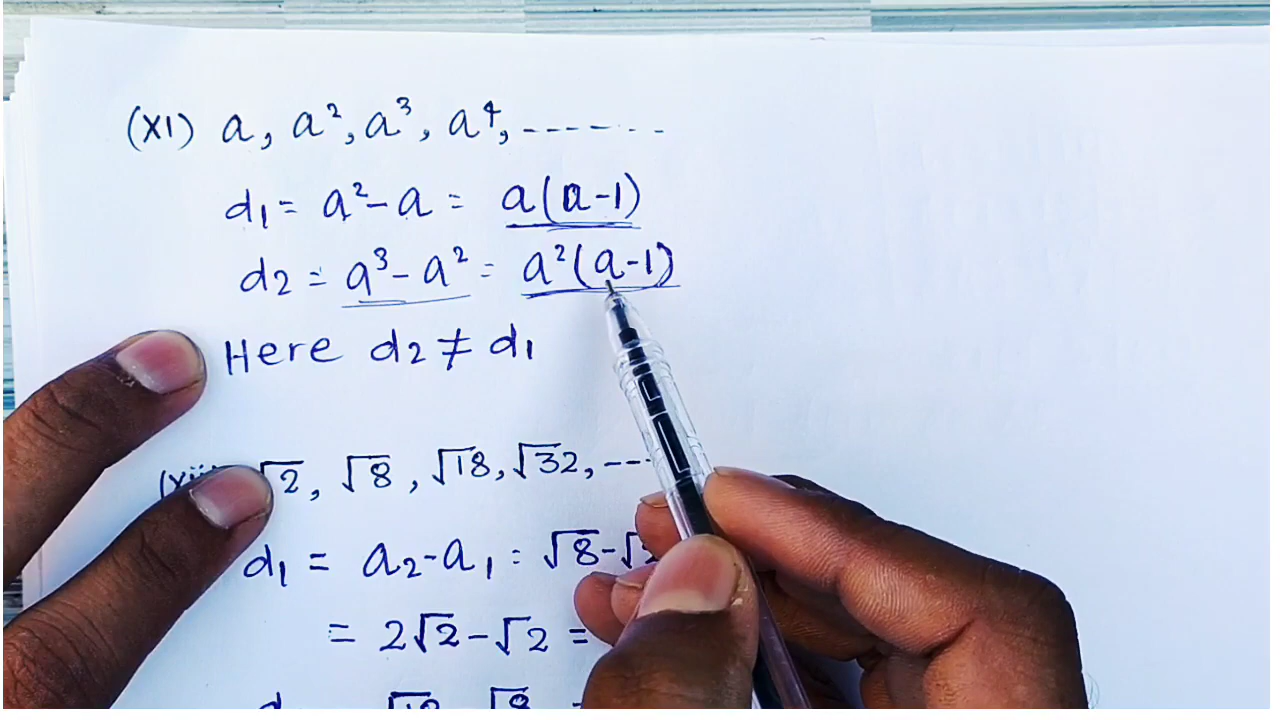 (XI) a, a², a³, a⁴, -------
d₁ = a² - a = a(a-1)
d2 = a³ - a² = a²(a-1)
Here d2 ≠ d₁
√2, √8, √18, √32, ---
d₁ = a₂ - a₁ = √8 - √
= 2√2 - √2 =